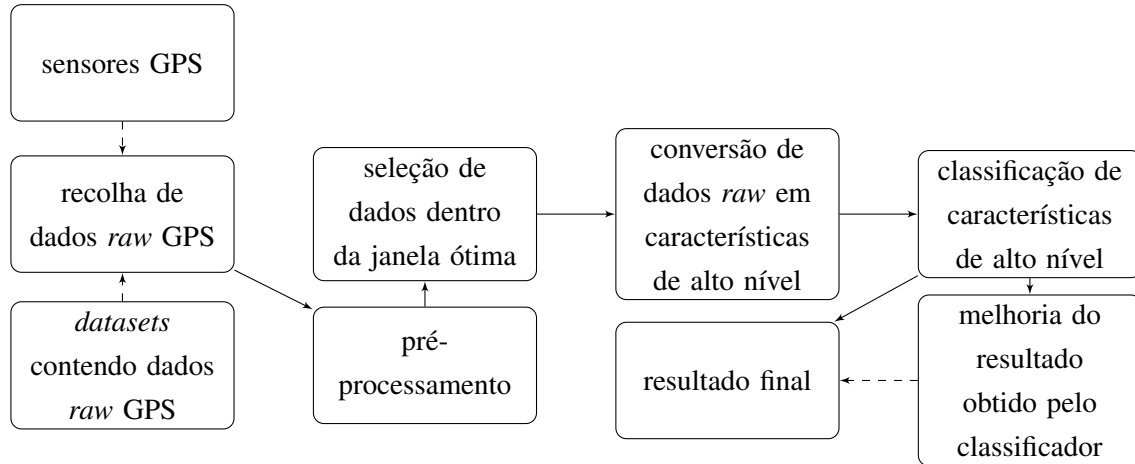 sensores GPS
recolha de
dados raw GPS
datasets
contendo dados
raw GPS
pré-
processamento
seleção de
dados dentro
da janela ótima
conversão de
dados raw em
características
de alto nível
classificação de
características
de alto nível
melhoria do
resultado
obtido pelo
classificador
resultado final